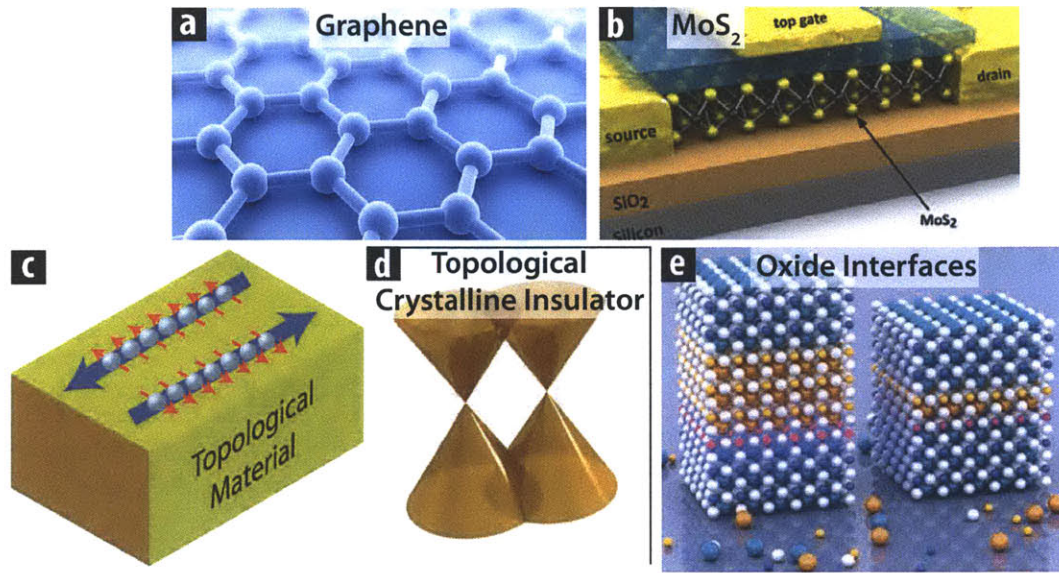 a Graphene
b MoS₂
top gate
drain
source
SiO₂
MoS₂
Silicon
c
Topological
Material
d Topological
Crystalline Insulator
e Oxide Interfaces